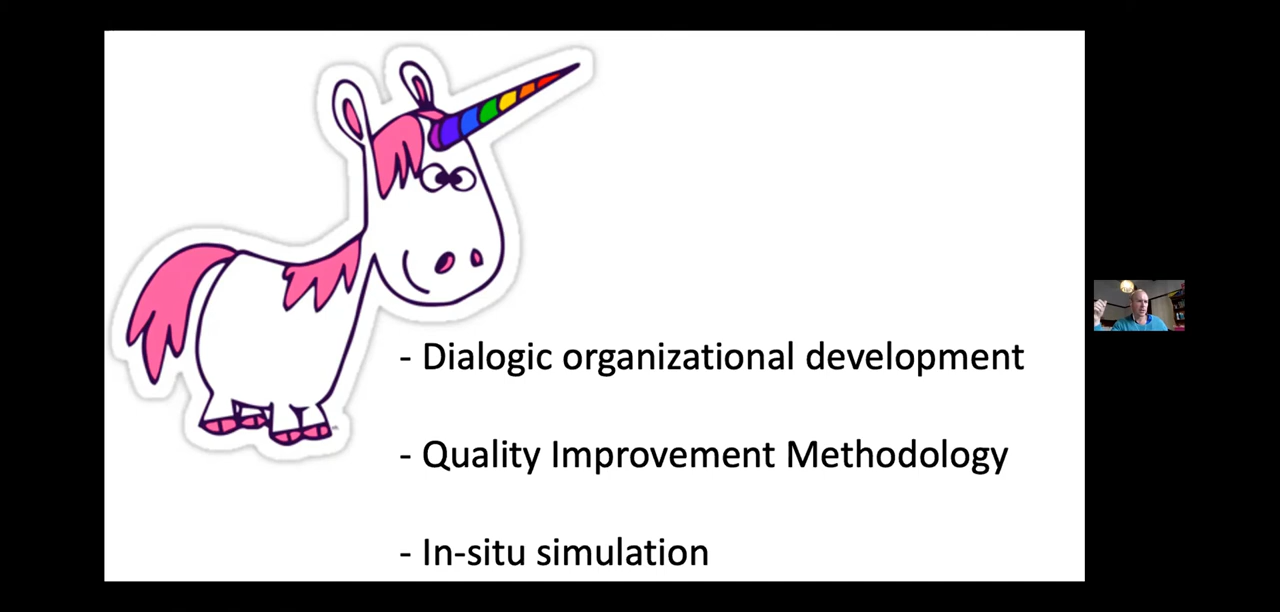 - Dialogic organizational development
- Quality Improvement Methodology
- In-situ simulation